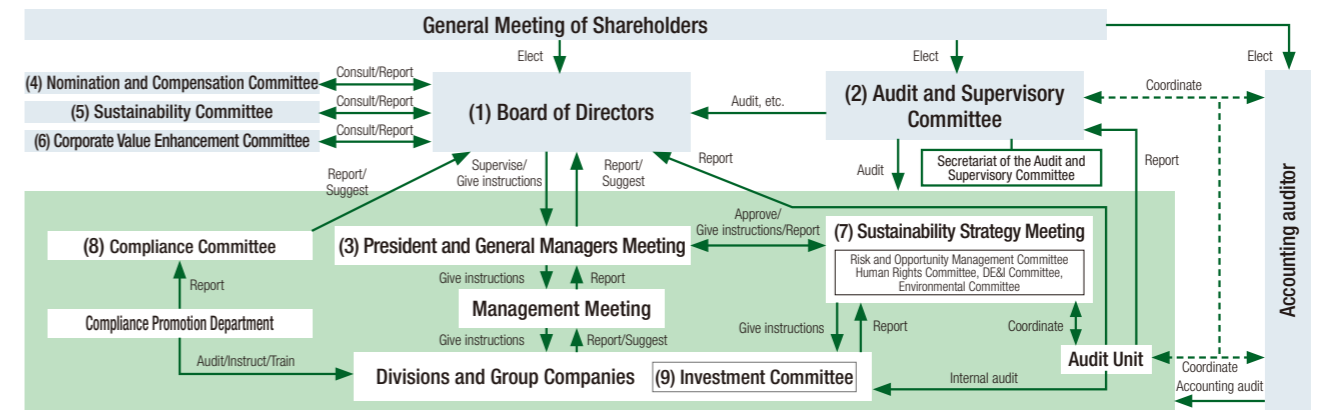 General Meeting of Shareholders
Elect
Elect
Elect
(4) Nomination and Compensation Committee
Consult/Report
(5) Sustainability Committee
Consult/Report
(6) Corporate Value Enhancement Committee
Consult/Report
(1) Board of Directors
Audit, etc.
(2) Audit and Supervisory
Committee
Coordinate
Secretariat of the Audit and
Supervisory Committee
Audit
Report
Report/
Suggest
Supervise/
Give instructions
Report/
Suggest
Report
Accounting auditor
(8) Compliance Committee
(3) President and General Managers Meeting
Approve/
Give instructions/Report
(7) Sustainability Strategy Meeting
Risk and Opportunity Management Committee
Human Rights Committee, DE&I Committee,
Environmental Committee
Report
Give instructions
Report
Compliance Promotion Department
Management Meeting
Give instructions
Report/Suggest
Give instructions
Report
Coordinate
Audit/Instruct/Train
Divisions and Group Companies
(9) Investment Committee
Internal audit
Audit Unit
Coordinate
Accounting audit